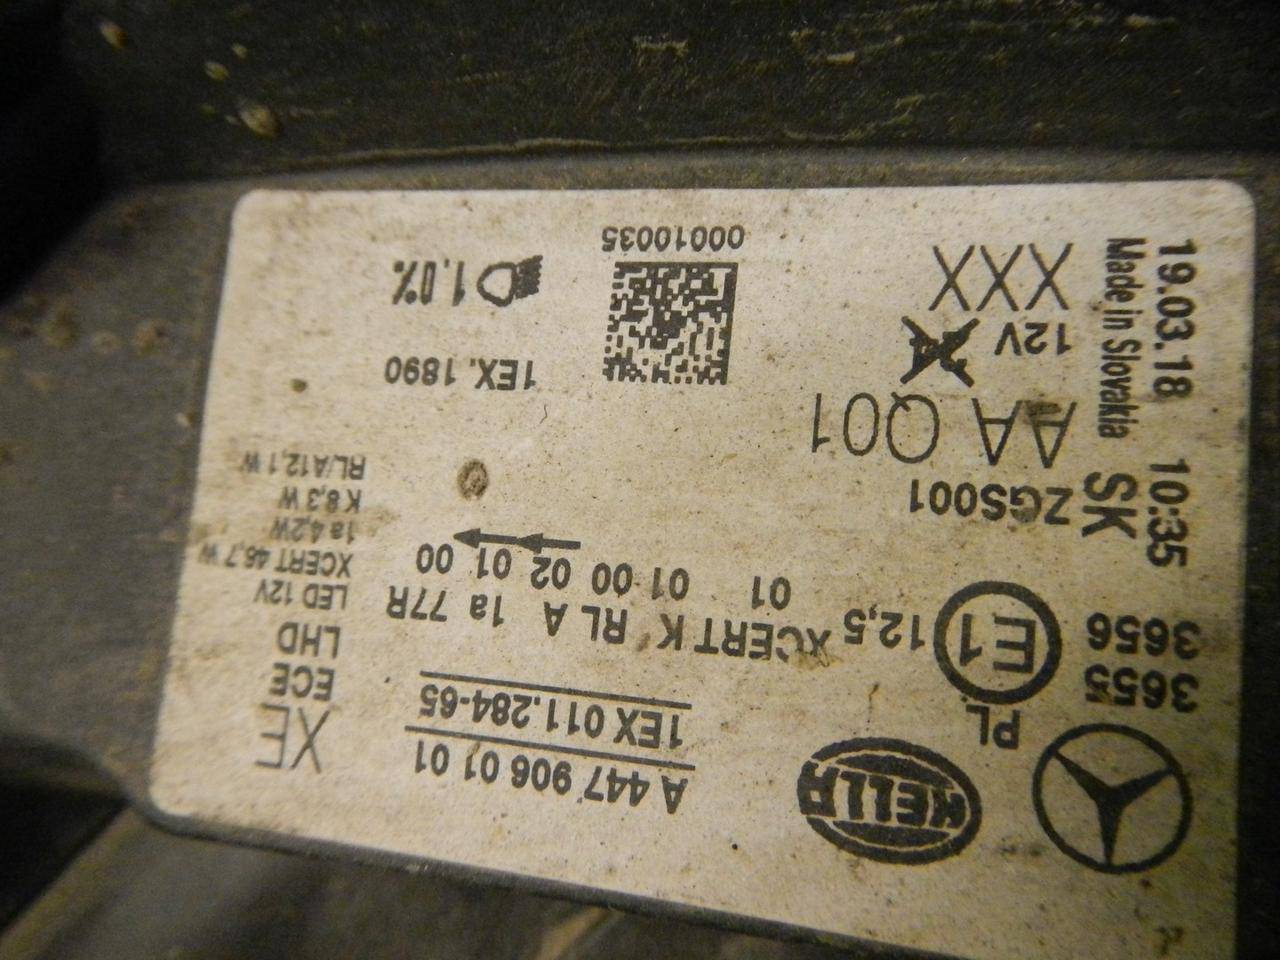 HELLA
A 447 906 01 01
1EX 011.284-65
XE
ECE
LHD
PL
E1
12,5 XCERT K RL A 1a 77R
01 01 00 02 01 00
LED 12V
XCERT 46,7 W
1a 4,2W
K 8,3 W
RL/A12,1 W
ZGS001
AA Q01
12V
XXX
1EX. 1890
1.0%
00010035
3655
3656
19.03.18 10:35
Made in Slovakia SK